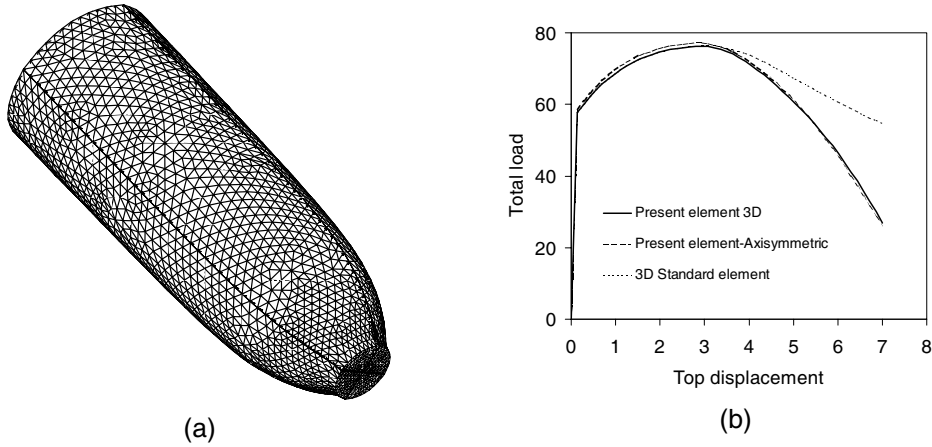 80
60
40
20
0
Total load
Present element 3D
Present element-Axisymmetric
3D Standard element
0 1 2 3 4 5 6 7 8
Top displacement
(a)
(b)